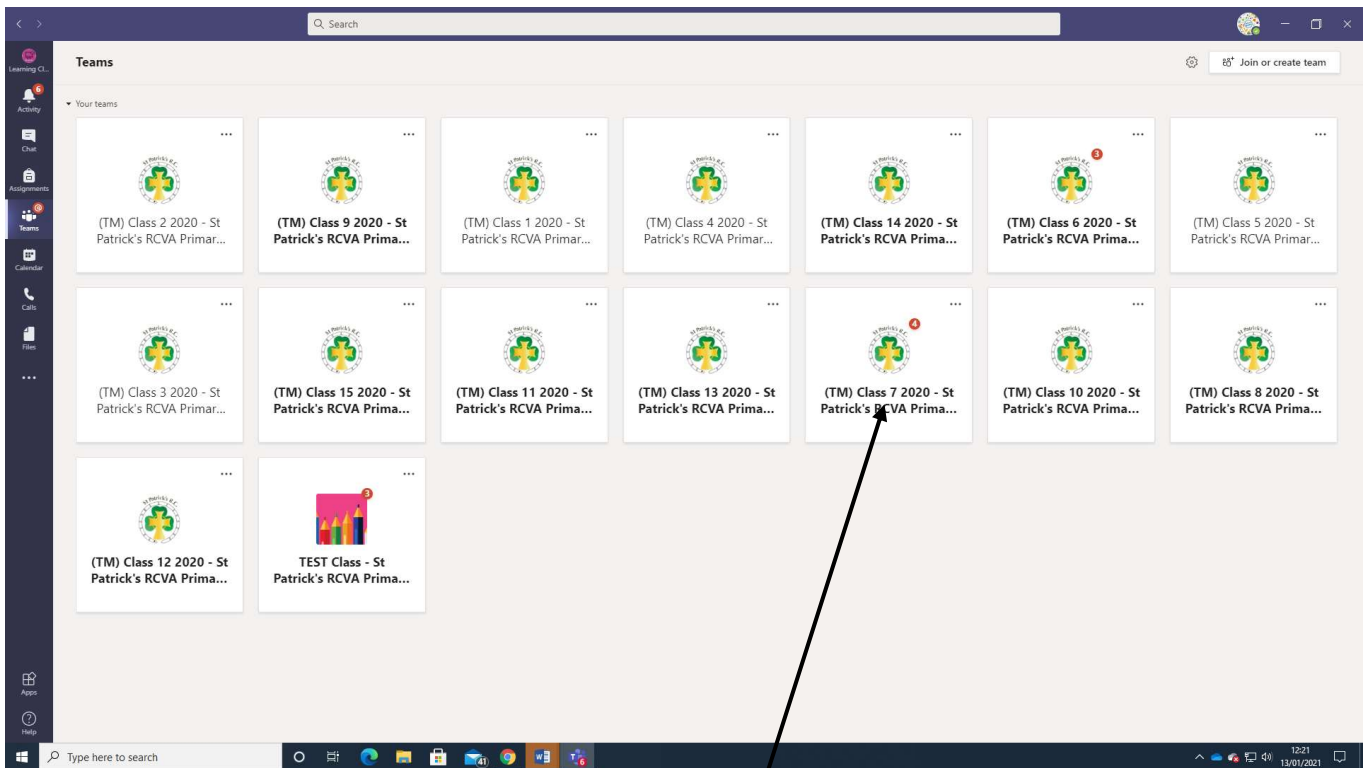 Search
Learning Cl...
6
Activity
Chat
Assignments
Teams
Calendar
Calls
Files
Apps
Help
Teams
Join or create team
Your teams
(TM) Class 2 2020 - St
Patrick's RCVA Primar...
(TM) Class 9 2020 - St
Patrick's RCVA Prima...
(TM) Class 1 2020 - St
Patrick's RCVA Primar...
(TM) Class 4 2020 - St
Patrick's RCVA Primar...
(TM) Class 14 2020 - St
Patrick's RCVA Prima...
3
(TM) Class 6 2020 - St
Patrick's RCVA Prima...
(TM) Class 5 2020 - St
Patrick's RCVA Primar...
(TM) Class 3 2020 - St
Patrick's RCVA Primar...
(TM) Class 15 2020 - St
Patrick's RCVA Prima...
(TM) Class 11 2020 - St
Patrick's RCVA Prima...
(TM) Class 13 2020 - St
Patrick's RCVA Prima...
4
(TM) Class 7 2020 - St
Patrick's RCVA Prima...
(TM) Class 10 2020 - St
Patrick's RCVA Prima...
(TM) Class 8 2020 - St
Patrick's RCVA Prima...
(TM) Class 12 2020 - St
Patrick's RCVA Prima...
3
TEST Class - St
Patrick's RCVA Prima...
Type here to search
41
6
12:21
13/01/2021